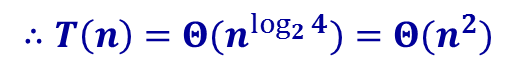 ∴ T(n) = Θ(n^{log₂ 4}) = Θ(n²)